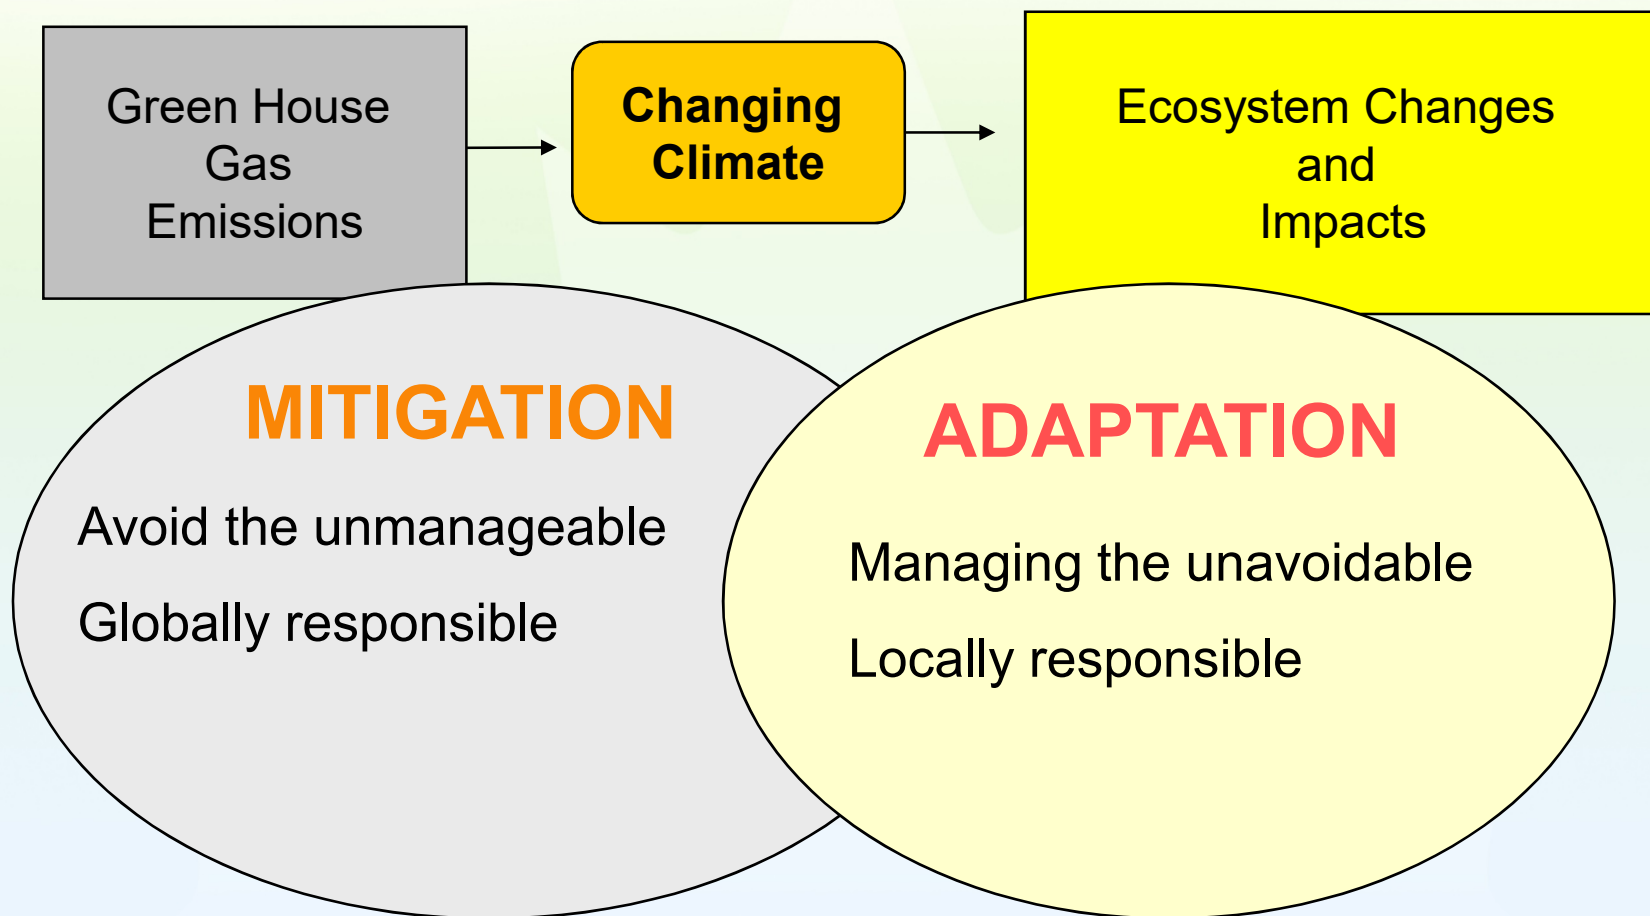 Green House
Gas
Emissions
Changing
Climate
Ecosystem Changes
and
Impacts
MITIGATION
Avoid the unmanageable
Globally responsible
ADAPTATION
Managing the unavoidable
Locally responsible